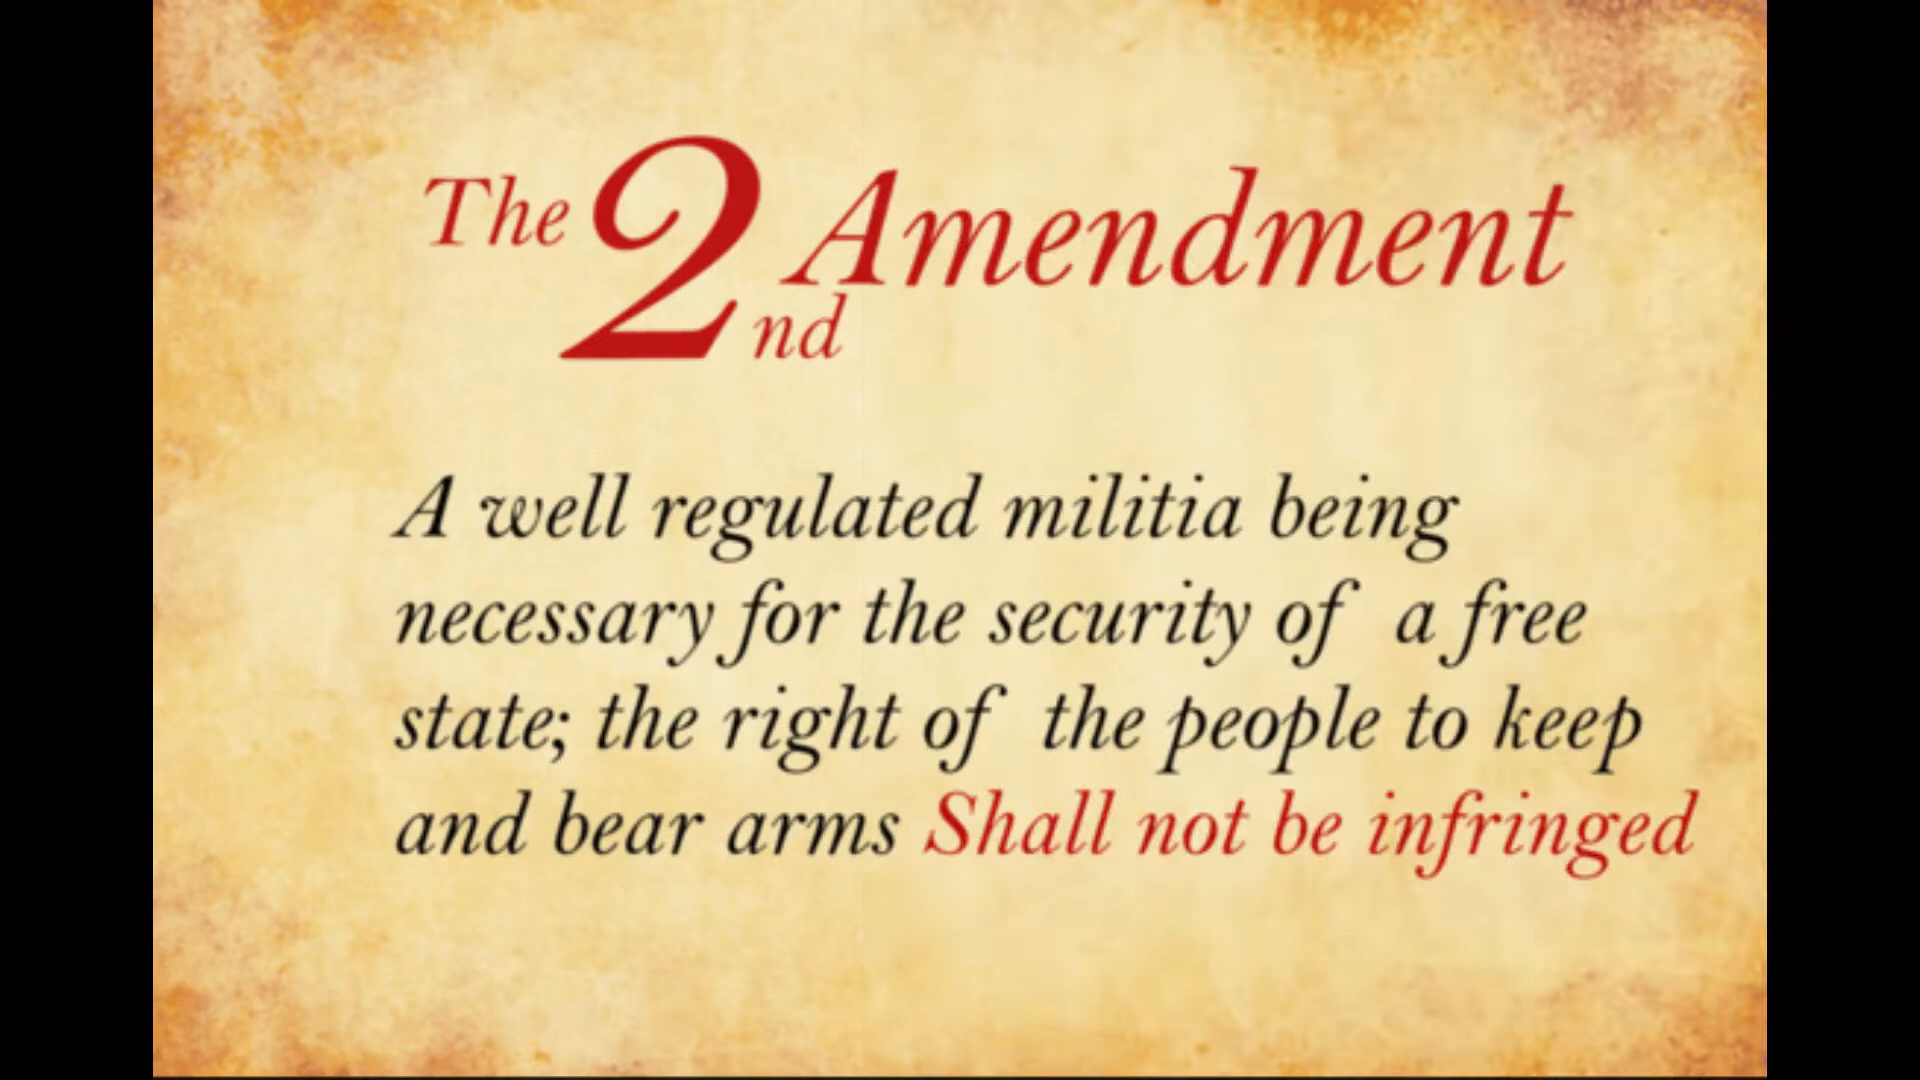 The 2nd Amendment
A well regulated militia being
necessary for the security of a free
state; the right of the people to keep
and bear arms Shall not be infringed